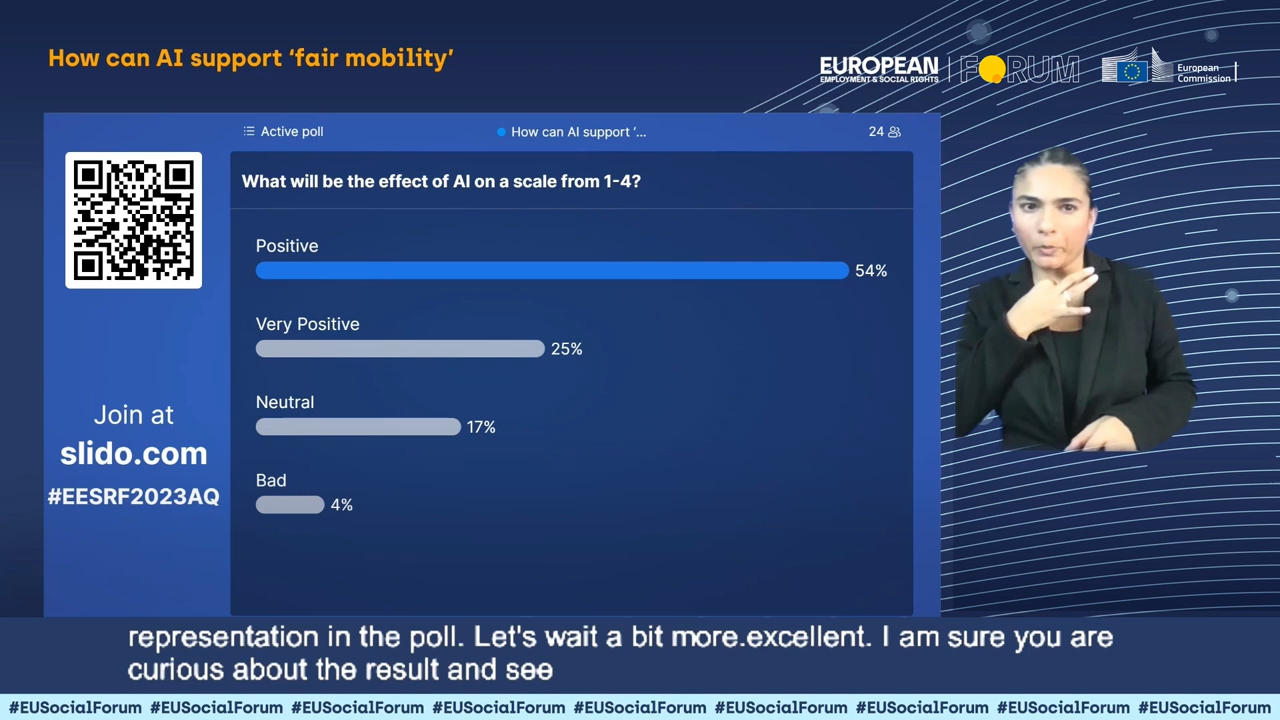 How can AI support ‘fair mobility’
EUROPEAN
EMPLOYMENT & SOCIAL RIGHTS
FORUM
European
Commission
Active poll
How can AI support ‘...
24
What will be the effect of AI on a scale from 1-4?
Positive
54%
Very Positive
25%
Neutral
17%
Bad
4%
Join at
slido.com
#EESRF2023AQ
representation in the poll. Let's wait a bit more.excellent. I am sure you are
curious about the result and see
#EUSocialForum #EUSocialForum #EUSocialForum #EUSocialForum #EUSocialForum #EUSocialForum #EUSocialForum #EUSocialForum #EUSocialForum